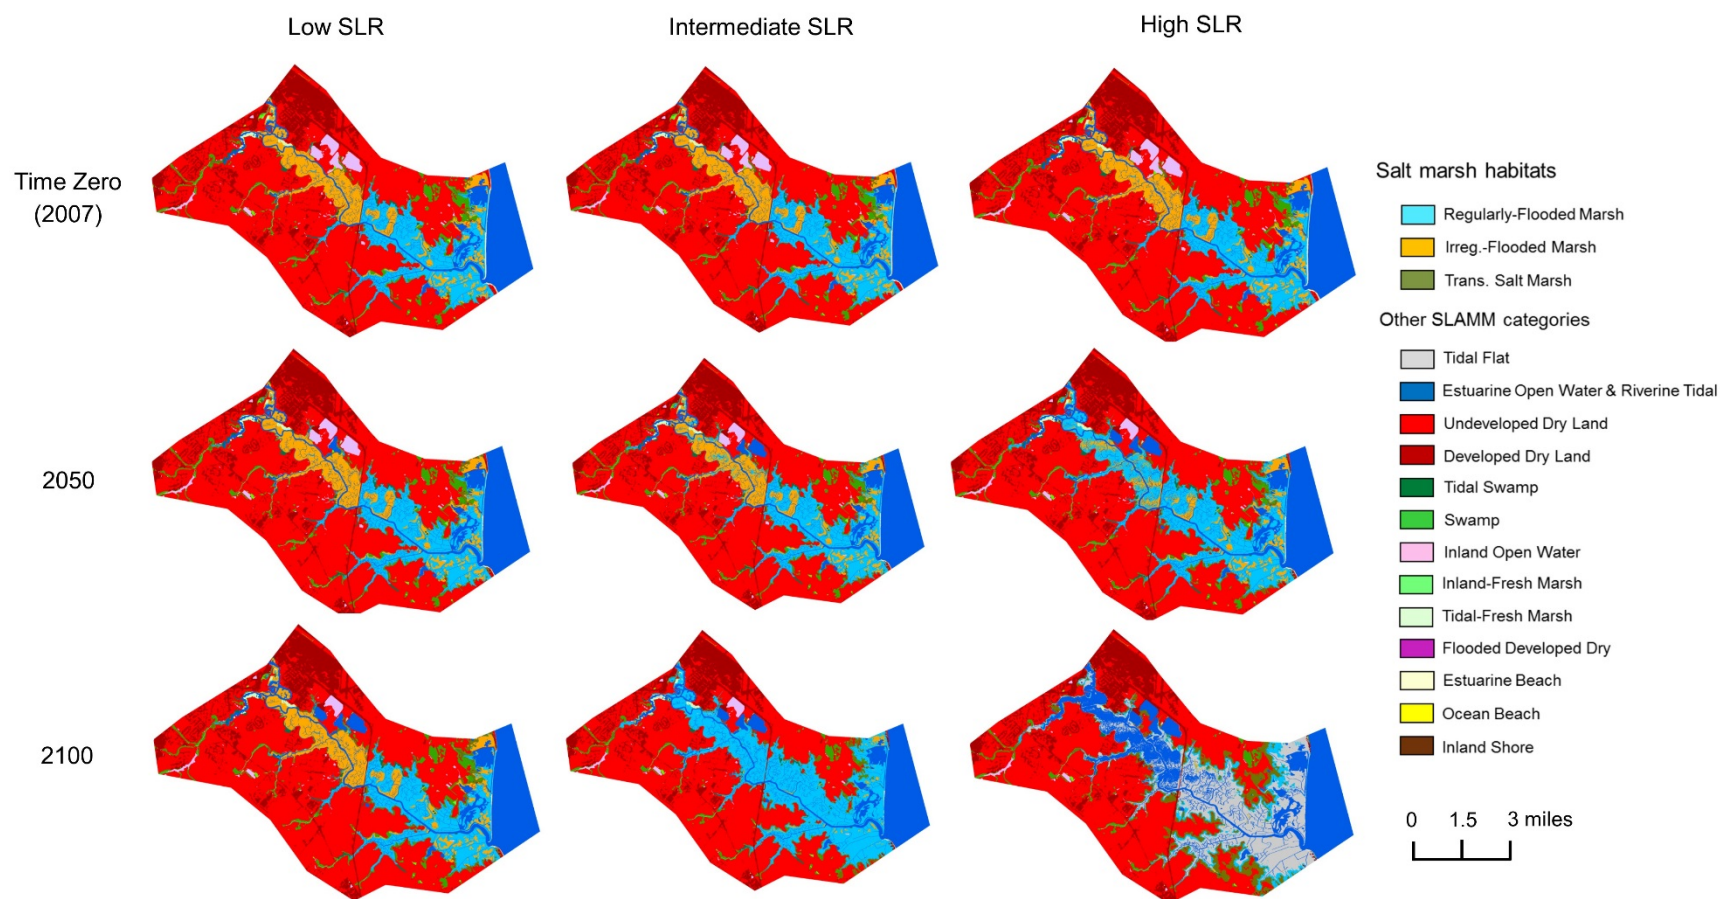 Low SLR
Intermediate SLR
High SLR
Time Zero
(2007)
2050
2100
Salt marsh habitats
Regularly-Flooded Marsh
Irreg.-Flooded Marsh
Trans. Salt Marsh
Other SLAMM categories
Tidal Flat
Estuarine Open Water & Riverine Tidal
Undeveloped Dry Land
Developed Dry Land
Tidal Swamp
Swamp
Inland Open Water
Inland-Fresh Marsh
Tidal-Fresh Marsh
Flooded Developed Dry
Estuarine Beach
Ocean Beach
Inland Shore
0 1.5 3 miles